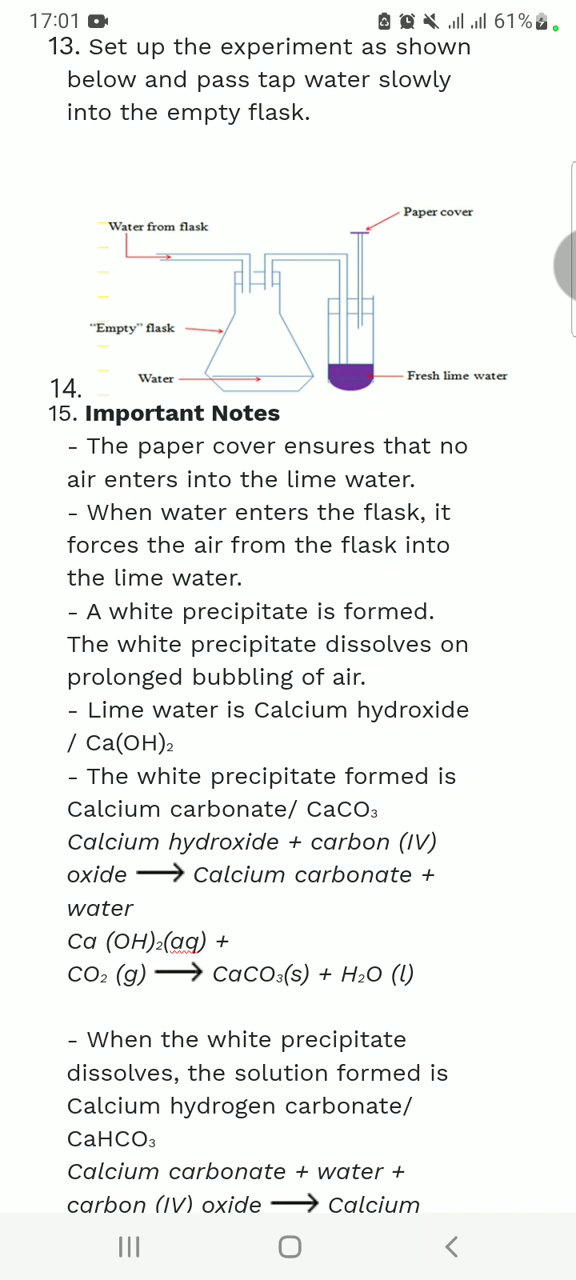 17:01 61%
13. Set up the experiment as shown
below and pass tap water slowly
into the empty flask.
Paper cover
Water from flask
"Empty" flask
Water
Fresh lime water
14.
15. Important Notes
- The paper cover ensures that no
air enters into the lime water.
- When water enters the flask, it
forces the air from the flask into
the lime water.
- A white precipitate is formed.
The white precipitate dissolves on
prolonged bubbling of air.
- Lime water is Calcium hydroxide
/ Ca(OH)₂
- The white precipitate formed is
Calcium carbonate/ CaCO₃
Calcium hydroxide + carbon (IV)
oxide ⟶ Calcium carbonate +
water
Ca (OH)₂(aq) +
CO₂ (g) ⟶ CaCO₃(s) + H₂O (l)
- When the white precipitate
dissolves, the solution formed is
Calcium hydrogen carbonate/
CaHCO₃
Calcium carbonate + water +
carbon (IV) oxide ⟶ Calcium